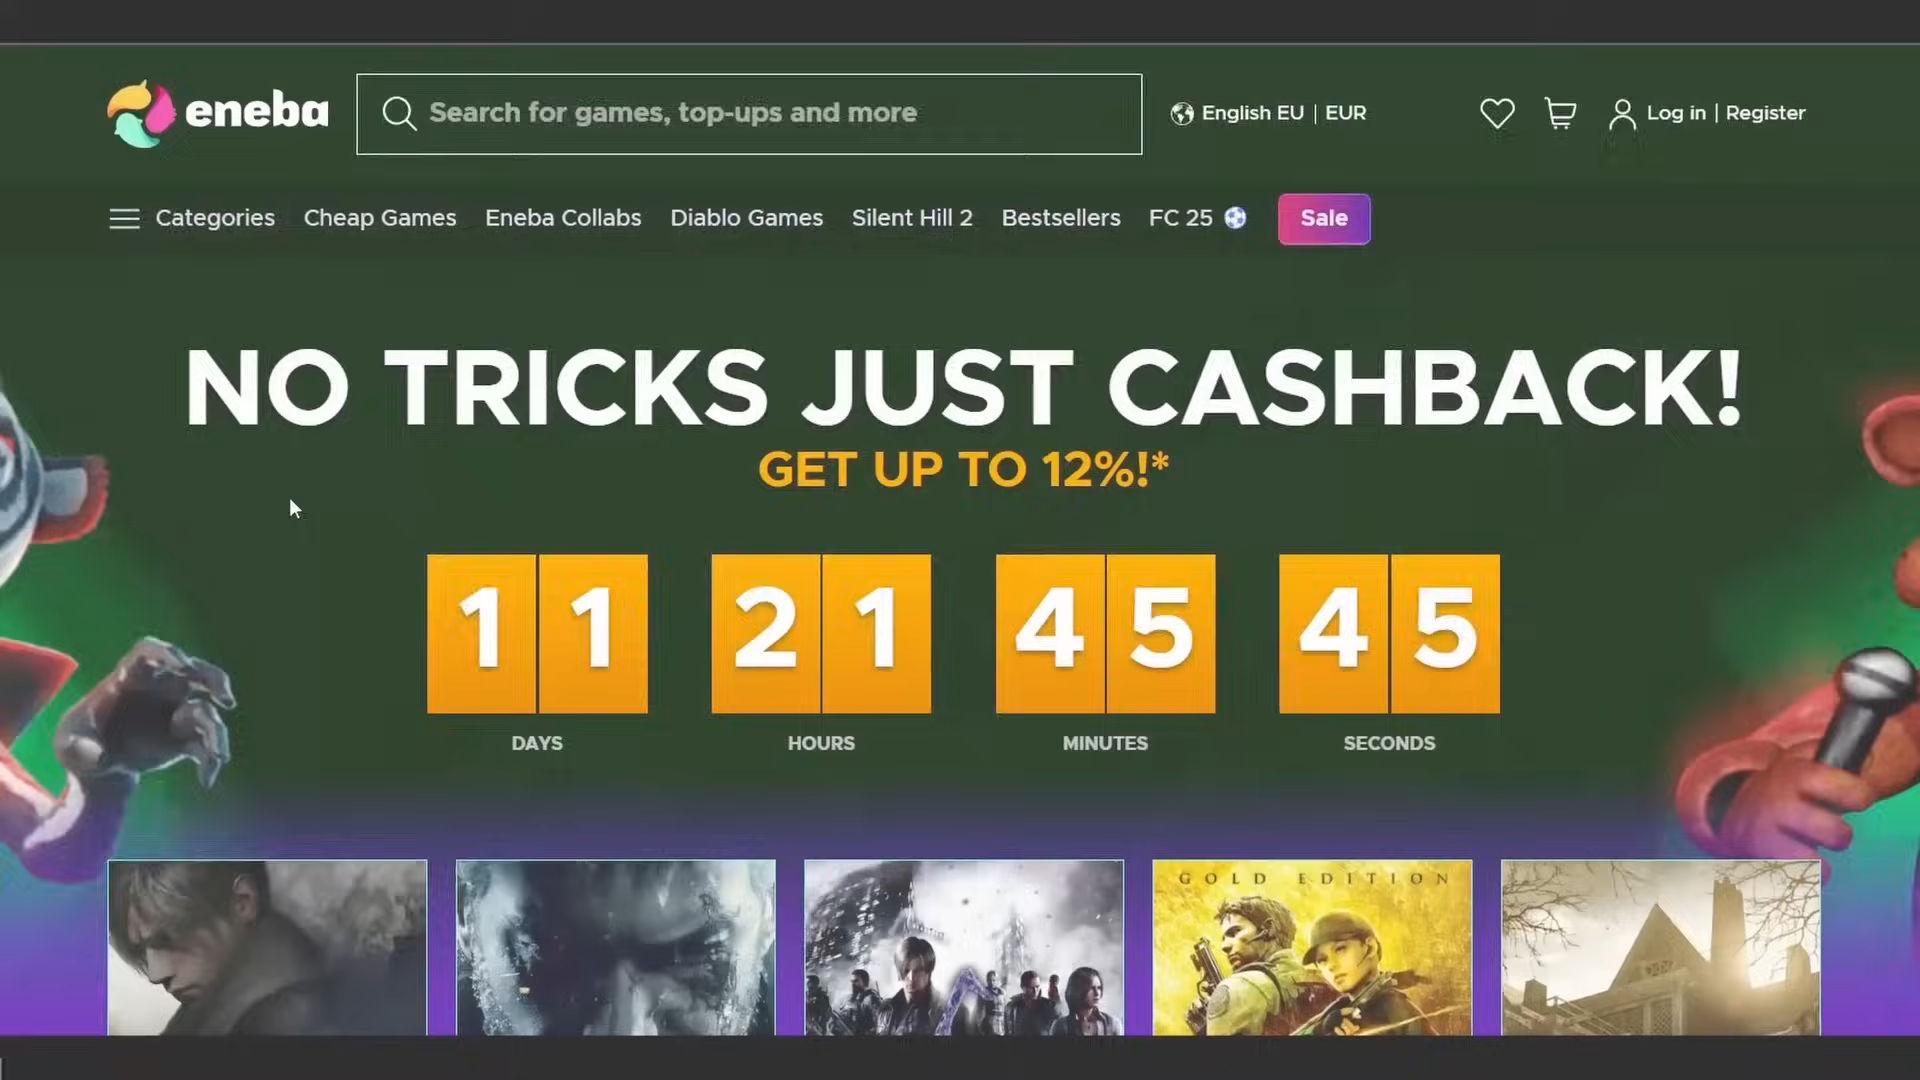 eneba
Search for games, top-ups and more
English EU | EUR
Log in | Register
Categories
Cheap Games
Eneba Collabs
Diablo Games
Silent Hill 2
Bestsellers
FC 25
Sale
NO TRICKS JUST CASHBACK!
GET UP TO 12%!*
11 21 45 45
DAYS HOURS MINUTES SECONDS
GOLD EDITION